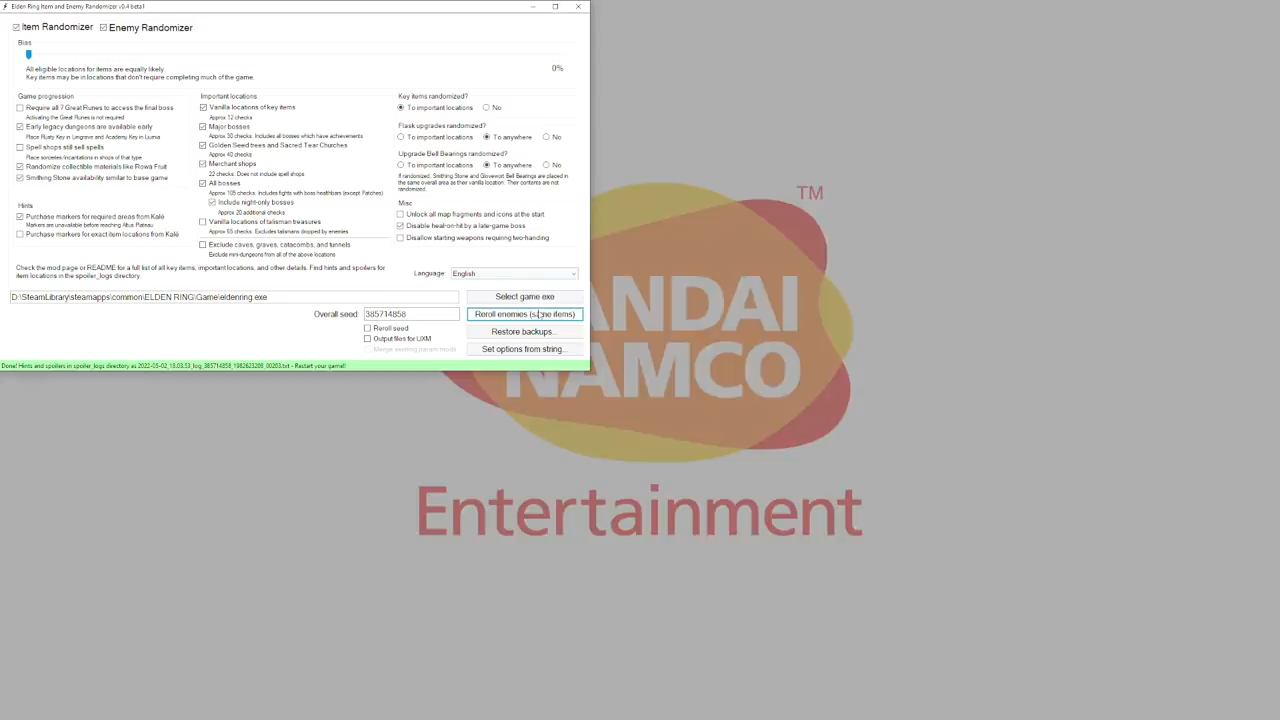 Elden Ring Item and Enemy Randomizer v0.4 beta1
Item Randomizer
Enemy Randomizer
Bias
All eligible locations for items are equally likely.
Key items may be in locations that don't require completing much of the game.
0%
Game progression
Require all 7 Great Runes to access the final boss
Activating the Great Runes is not required
Early legacy dungeons are available early
Place Rusty Key in Limgrave and Academy Key in Liurnia
Spell shops still sell spells
Place sorceries/incantations in shops of that type
Randomize collectible materials like Rowa Fruit
Smithing Stone availability similar to base game
Hints
Purchase markers for required areas from Kalé
Markers are unavailable before reaching Altus Plateau
Purchase markers for exact item locations from Kalé
Important locations
Vanilla locations of key items
Approx 12 checks
Major bosses
Approx 30 checks. Includes all bosses which have achievements
Golden Seed trees and Sacred Tear Churches
Approx 40 checks
Merchant shops
22 checks. Does not include spell shops
All bosses
Approx 105 checks. Includes fights with boss healthbars (except Patches)
Include night-only bosses
Approx 20 additional checks
Vanilla locations of talisman treasures
Approx 65 checks. Excludes talismans dropped by enemies
Exclude caves, graves, catacombs, and tunnels
Exclude mini-dungeons from all of the above locations
Key items randomized?
To important locations
No
Flask upgrades randomized?
To important locations
To anywhere
No
Upgrade Bell Bearings randomized?
To important locations
To anywhere
No
If randomized, Smithing Stone and Glovewort Bell Bearings are placed in
the same overall area as their vanilla location. Their contents are not
randomized.
Misc
Unlock all map fragments and icons at the start
Disable heal-on-hit by a late-game boss
Disallow starting weapons requiring two-handing
Check the mod page or README for a full list of all key items, important locations, and other details. Find hints and spoilers for
item locations in the spoiler_logs directory.
Language:
English
D:\SteamLibrary\steamapps\common\ELDEN RING\Game\eldenring.exe
Select game exe
Overall seed:
385714858
Reroll enemies (same items)
Reroll seed
Output files for UXM
Restore backups...
Merge existing param mods
Set options from string...
Done! Hints and spoilers in spoiler_logs directory as 2022-05-02_18.03.53_log_385714858_1982623208_00203.txt - Restart your game!!
TM
BANDAI
NAMCO
Entertainment